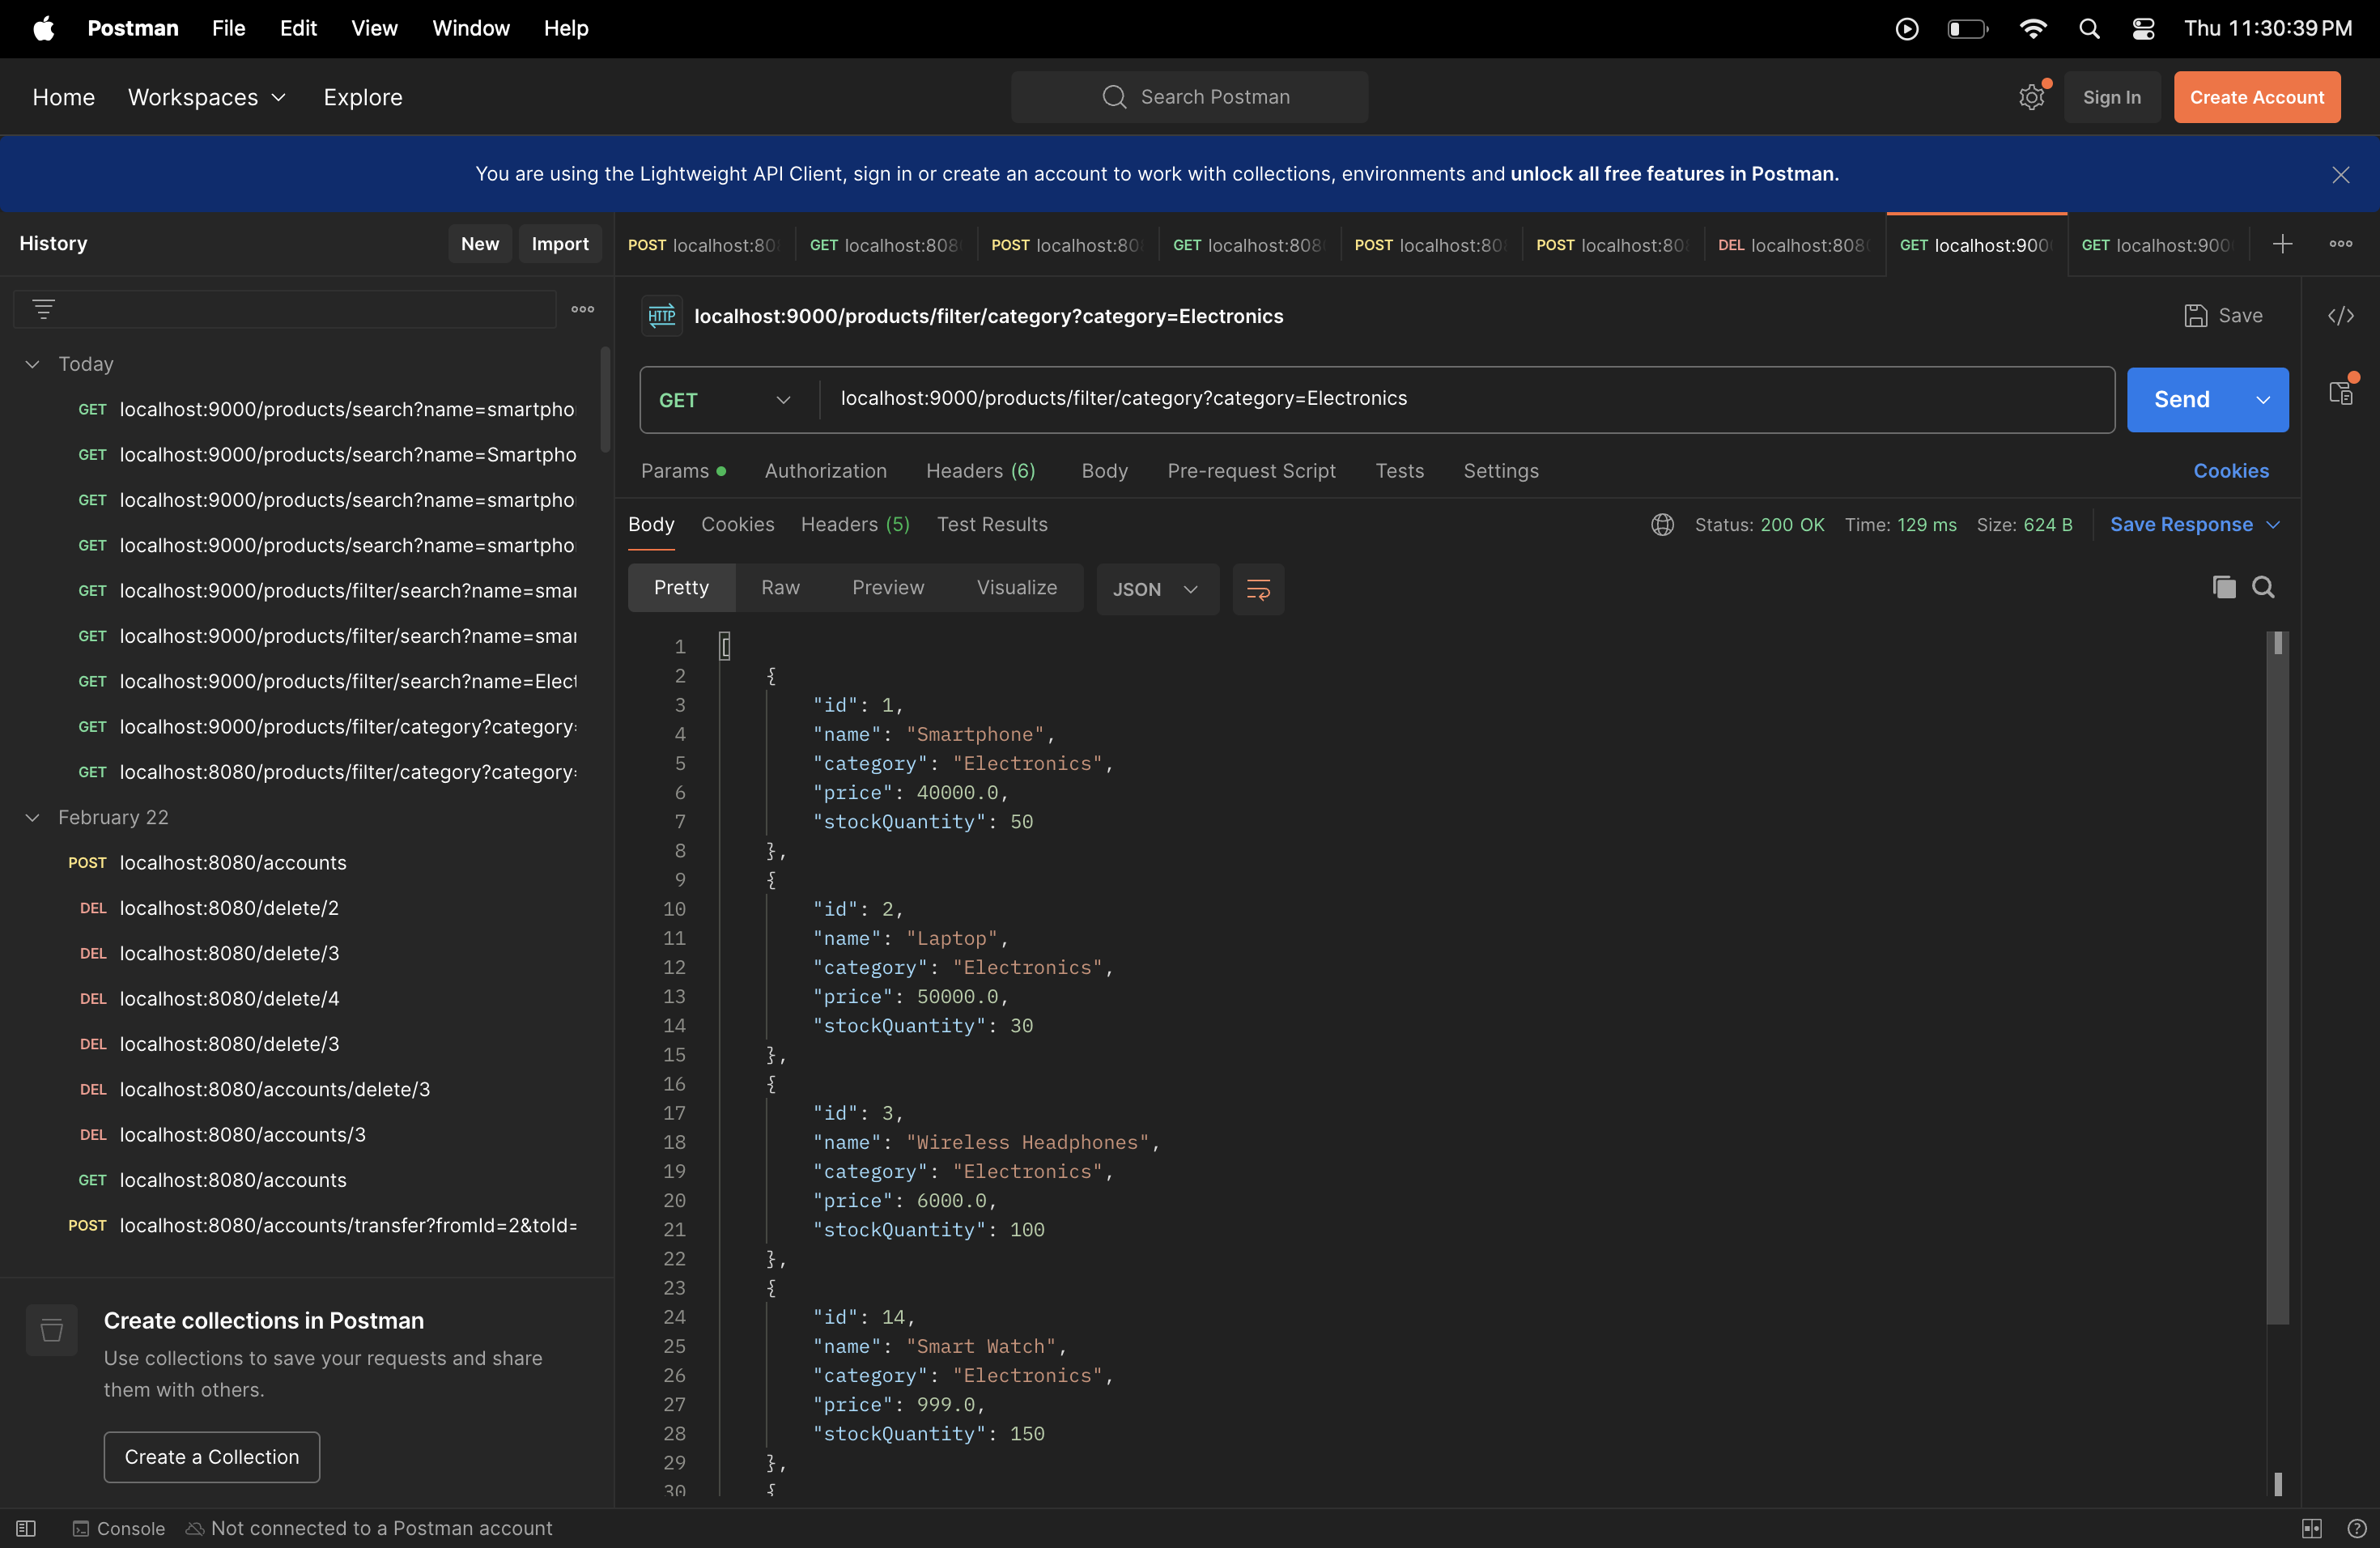 Postman File Edit View Window Help Thu 11:30:39 PM
Home Workspaces Explore Search Postman Sign In Create Account
You are using the Lightweight API Client, sign in or create an account to work with collections, environments and unlock all free features in Postman.
History New Import
POST localhost:80 GET localhost:808 POST localhost:80 GET localhost:808 POST localhost:80 POST localhost:80 DEL localhost:808 GET localhost:900 GET localhost:900
HTTP localhost:9000/products/filter/category?category=Electronics Save
GET localhost:9000/products/filter/category?category=Electronics Send
Params Authorization Headers (6) Body Pre-request Script Tests Settings Cookies
Body Cookies Headers (5) Test Results Status: 200 OK Time: 129 ms Size: 624 B Save Response
Pretty Raw Preview Visualize JSON
Today
GET localhost:9000/products/search?name=smartpho
GET localhost:9000/products/search?name=Smartpho
GET localhost:9000/products/search?name=smartpho
GET localhost:9000/products/search?name=smartpho
GET localhost:9000/products/filter/search?name=smar
GET localhost:9000/products/filter/search?name=smar
GET localhost:9000/products/filter/search?name=Elect
GET localhost:9000/products/filter/category?category=
GET localhost:8080/products/filter/category?category=
February 22
POST localhost:8080/accounts
DEL localhost:8080/delete/2
DEL localhost:8080/delete/3
DEL localhost:8080/delete/4
DEL localhost:8080/delete/3
DEL localhost:8080/accounts/delete/3
DEL localhost:8080/accounts/3
GET localhost:8080/accounts
POST localhost:8080/accounts/transfer?fromId=2&toId=
Create collections in Postman
Use collections to save your requests and share
them with others.
Create a Collection
1 [
2 {
3 "id": 1,
4 "name": "Smartphone",
5 "category": "Electronics",
6 "price": 40000.0,
7 "stockQuantity": 50
8 },
9 {
10 "id": 2,
11 "name": "Laptop",
12 "category": "Electronics",
13 "price": 50000.0,
14 "stockQuantity": 30
15 },
16 {
17 "id": 3,
18 "name": "Wireless Headphones",
19 "category": "Electronics",
20 "price": 6000.0,
21 "stockQuantity": 100
22 },
23 {
24 "id": 14,
25 "name": "Smart Watch",
26 "category": "Electronics",
27 "price": 999.0,
28 "stockQuantity": 150
29 },
30 {
Console Not connected to a Postman account